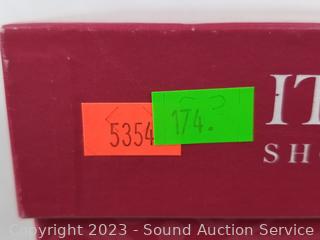 5354
174.
IT
SH
Copyright 2023 - Sound Auction Service